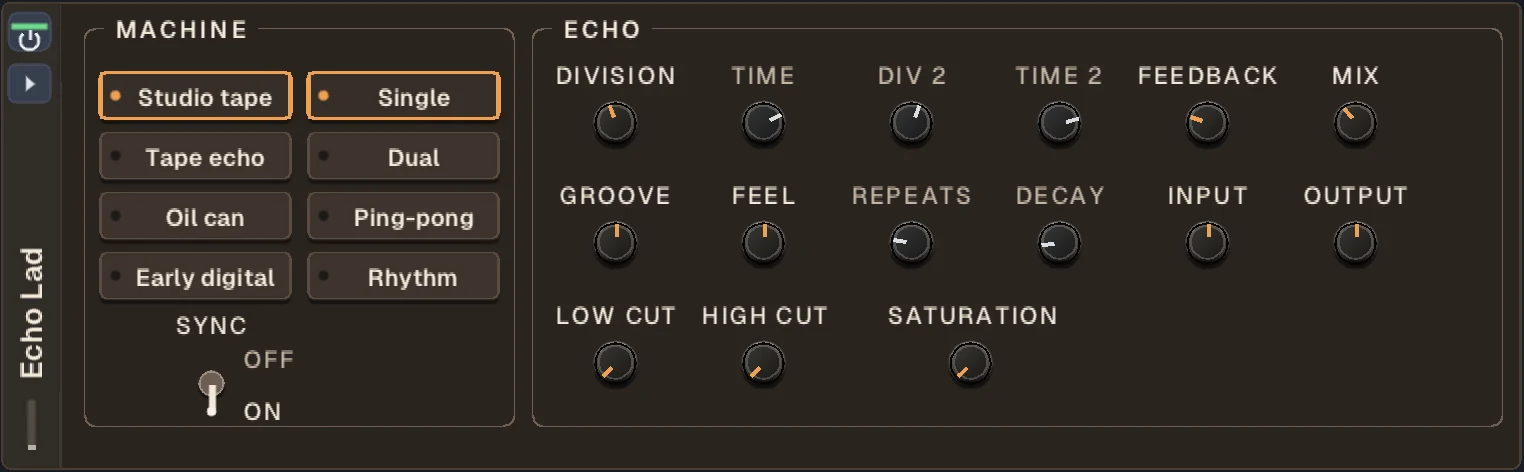 Echo Lad
MACHINE
Studio tape
Single
Tape echo
Dual
Oil can
Ping-pong
Early digital
Rhythm
SYNC
OFF
ON
ECHO
DIVISION TIME DIV 2 TIME 2 FEEDBACK MIX
GROOVE FEEL REPEATS DECAY INPUT OUTPUT
LOW CUT HIGH CUT SATURATION